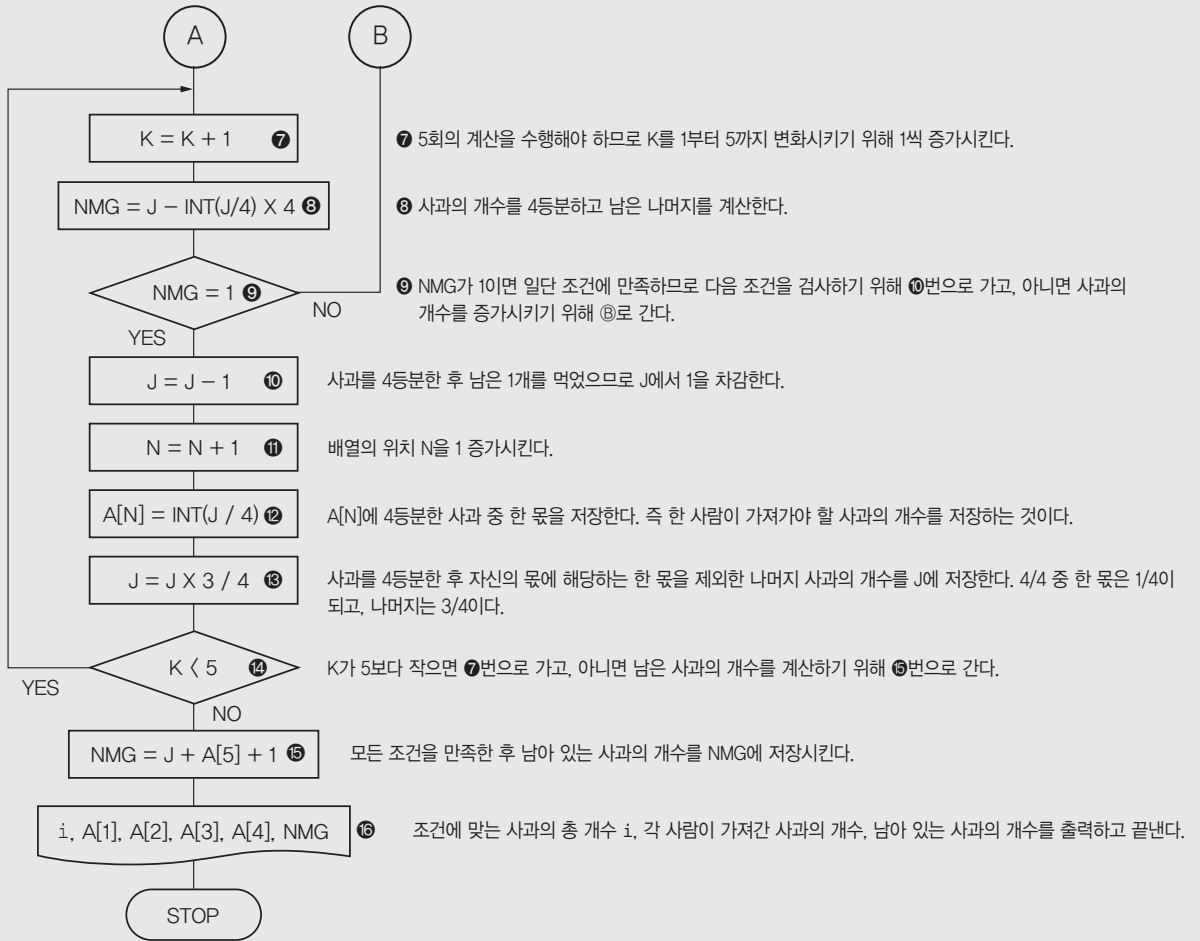 A
B
K = K + 1 ❼
❼ 5회의 계산을 수행해야 하므로 K를 1부터 5까지 변화시키기 위해 1씩 증가시킨다.
NMG = J − INT(J/4) X 4 ❽
❽ 사과의 개수를 4등분하고 남은 나머지를 계산한다.
NMG = 1 ❾
NO
YES
❾ NMG가 1이면 일단 조건에 만족하므로 다음 조건을 검사하기 위해 ❿번으로 가고, 아니면 사과의
개수를 증가시키기 위해 Ⓑ로 간다.
J = J − 1 ❿
사과를 4등분한 후 남은 1개를 먹었으므로 J에서 1을 차감한다.
N = N + 1 ⓫
배열의 위치 N을 1 증가시킨다.
A[N] = INT(J / 4) ⓬
A[N]에 4등분한 사과 중 한 몫을 저장한다. 즉 한 사람이 가져가야 할 사과의 개수를 저장하는 것이다.
J = J X 3 / 4 ⓭
사과를 4등분한 후 자신의 몫에 해당하는 한 몫을 제외한 나머지 사과의 개수를 J에 저장한다. 4/4 중 한 몫은 1/4이
되고, 나머지는 3/4이다.
K 〈 5 ⓮
YES
NO
K가 5보다 작으면 ❼번으로 가고, 아니면 남은 사과의 개수를 계산하기 위해 ⓯번으로 간다.
NMG = J + A[5] + 1 ⓯
모든 조건을 만족한 후 남아 있는 사과의 개수를 NMG에 저장시킨다.
i, A[1], A[2], A[3], A[4], NMG ⓰
조건에 맞는 사과의 총 개수 i, 각 사람이 가져간 사과의 개수, 남아 있는 사과의 개수를 출력하고 끝낸다.
STOP